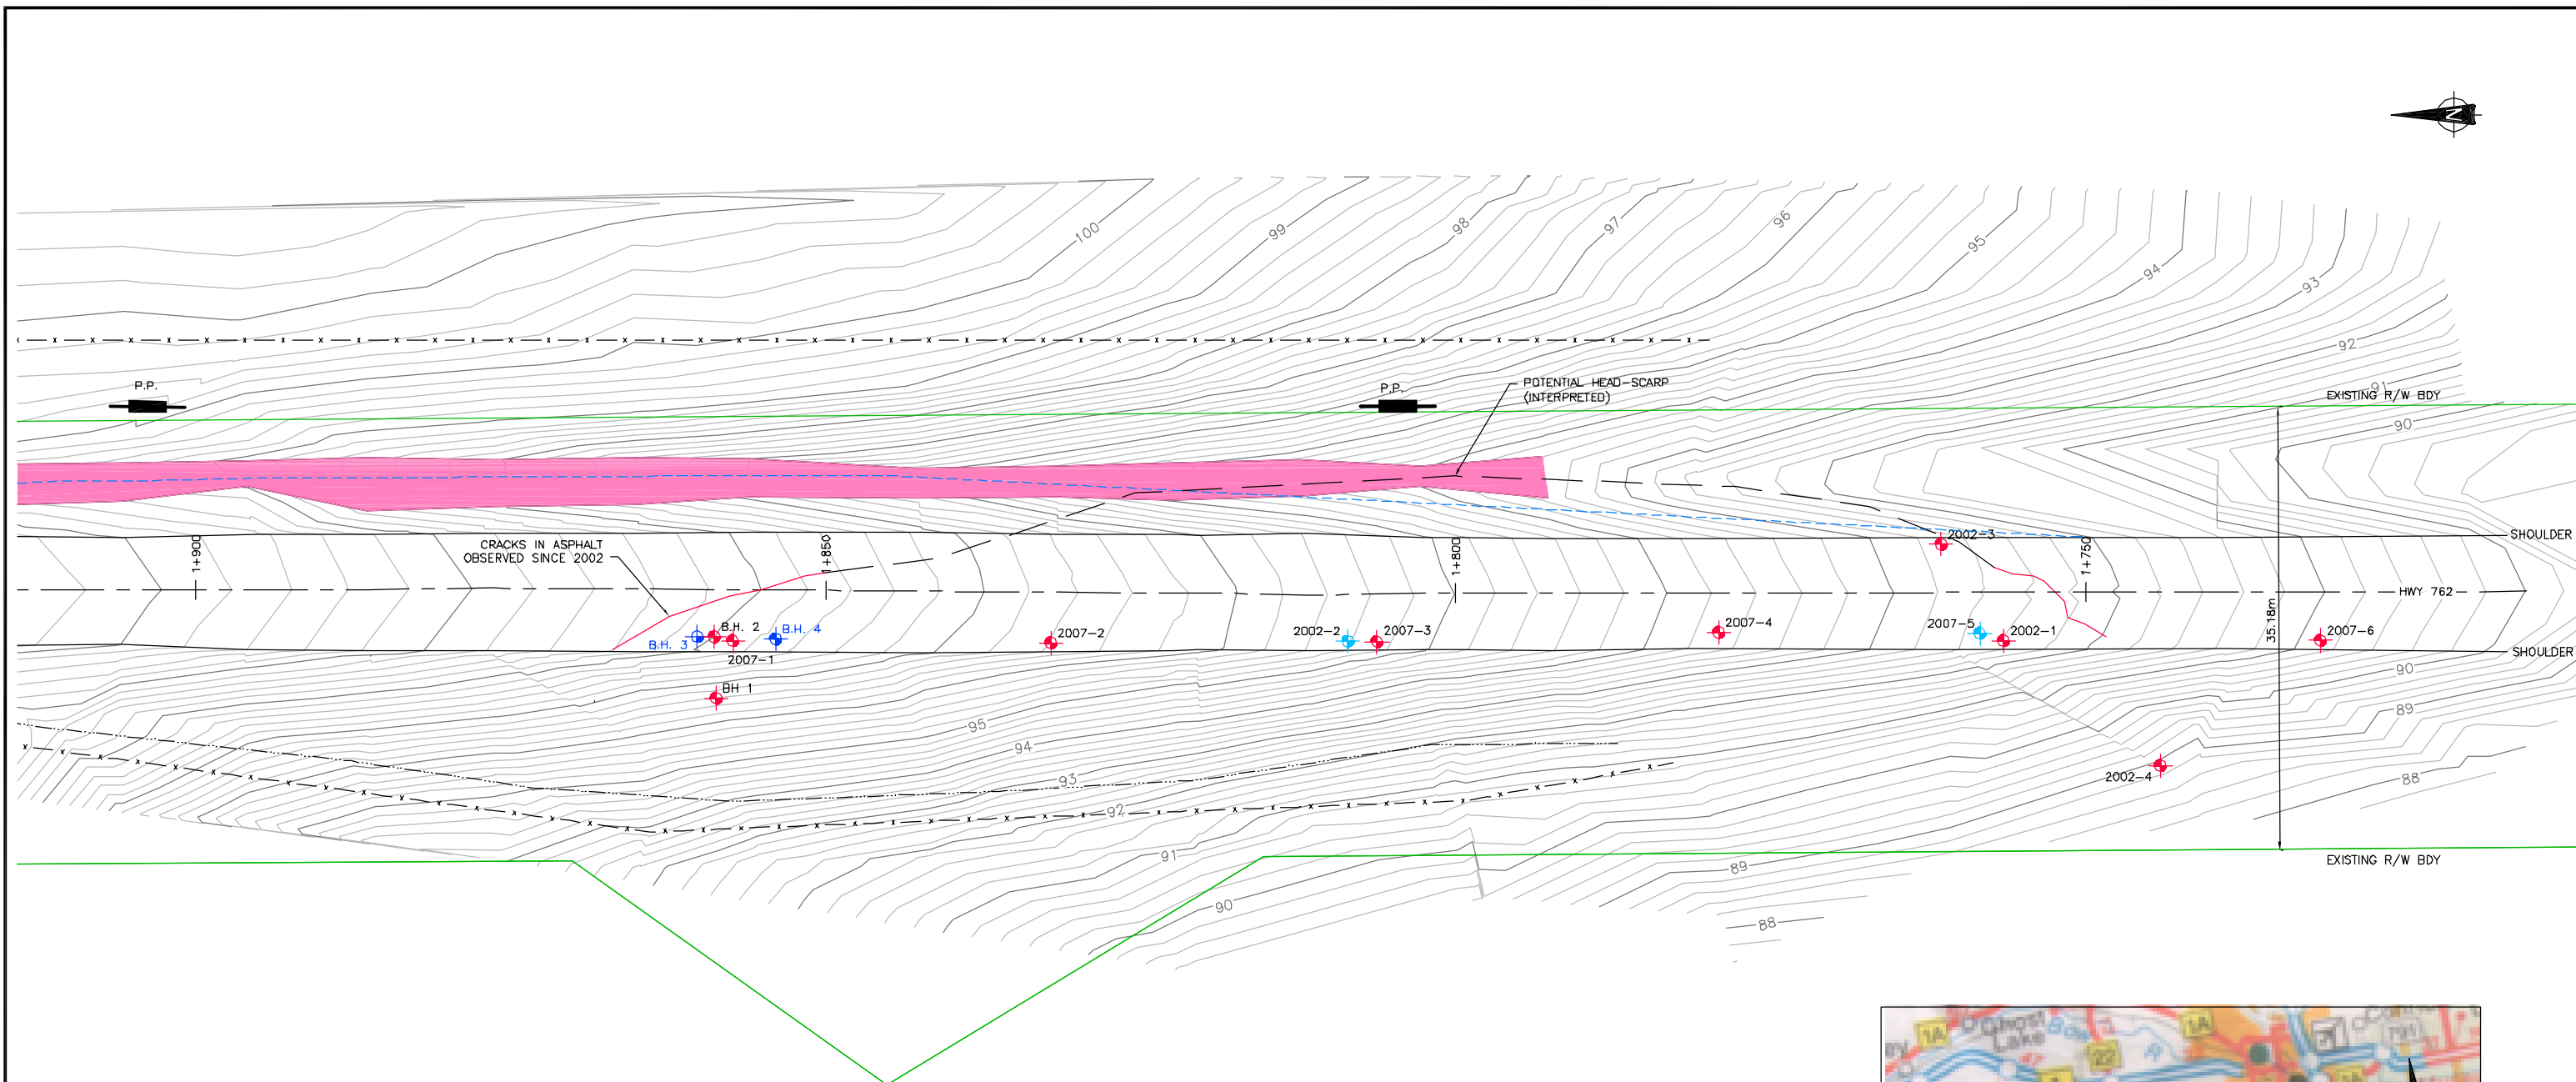 N
100
99
98
97
96
95
94
93
92
91
90
P.P.
P.P.
POTENTIAL HEAD-SCARP
(INTERPRETED)
EXISTING R/W BDY
CRACKS IN ASPHALT
OBSERVED SINCE 2002
1+900
1+850
1+800
1+750
2002-3
SHOULDER
HWY 762
35.18m
B.H. 3
B.H. 2
2007-1
B.H. 4
2007-2
2002-2
2007-3
2007-4
2007-5
2002-1
2007-6
SHOULDER
BH 1
90
89
88
2002-4
95
94
93
92
91
90
89
88
EXISTING R/W BDY
1A
Ghost
Lake
Bow
22
1A
791